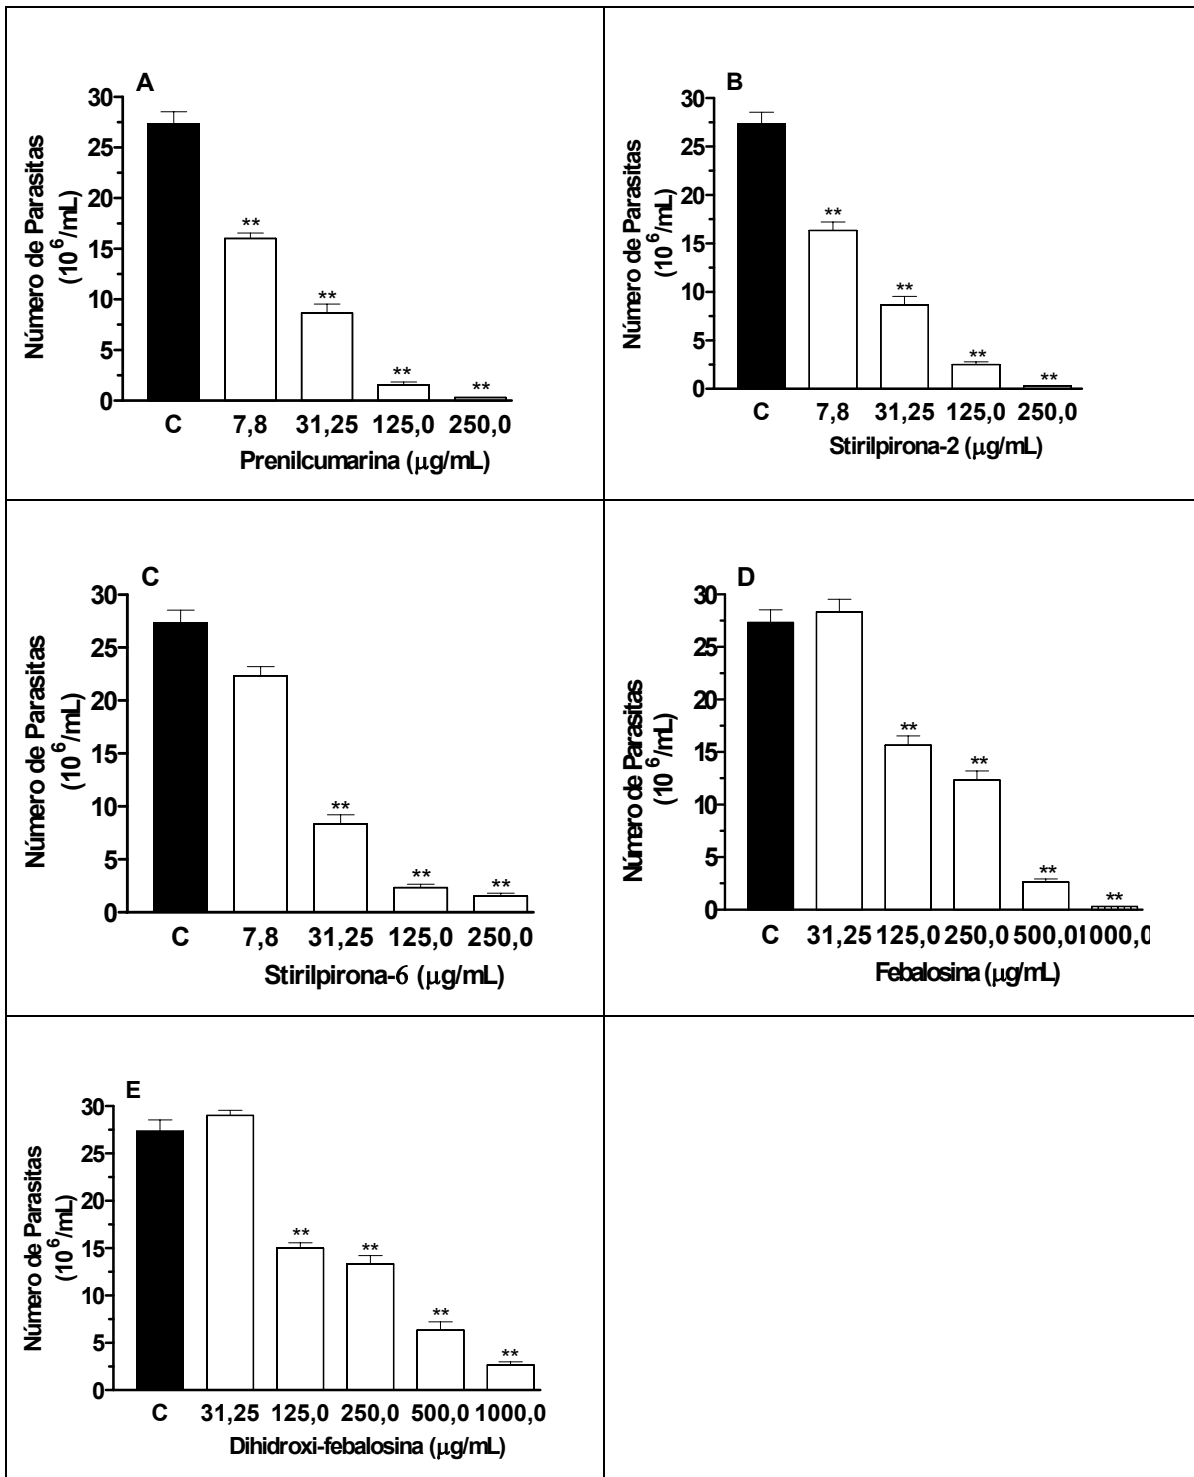 A
30
25
20
15
10
5
0
Número de Parasitas
(10⁶/mL)
**
**
**
**
C 7,8 31,25 125,0 250,0
Prenilcumarina (µg/mL)
B
30
25
20
15
10
5
0
Número de Parasitas
(10⁶/mL)
**
**
**
**
C 7,8 31,25 125,0 250,0
Stirilpirona-2 (µg/mL)
C
30
25
20
15
10
5
0
Número de Parasitas
(10⁶/mL)
**
**
**
C 7,8 31,25 125,0 250,0
Stirilpirona-6 (µg/mL)
D
30
25
20
15
10
5
0
Número de Parasitas
(10⁶/mL)
**
**
**
**
C 31,25 125,0 250,0 500,0 1000,0
Febalosina (µg/mL)
E
30
25
20
15
10
5
0
Número de Parasitas
(10⁶/mL)
**
**
**
**
C 31,25 125,0 250,0 500,0 1000,0
Dihidroxi-febalosina (µg/mL)